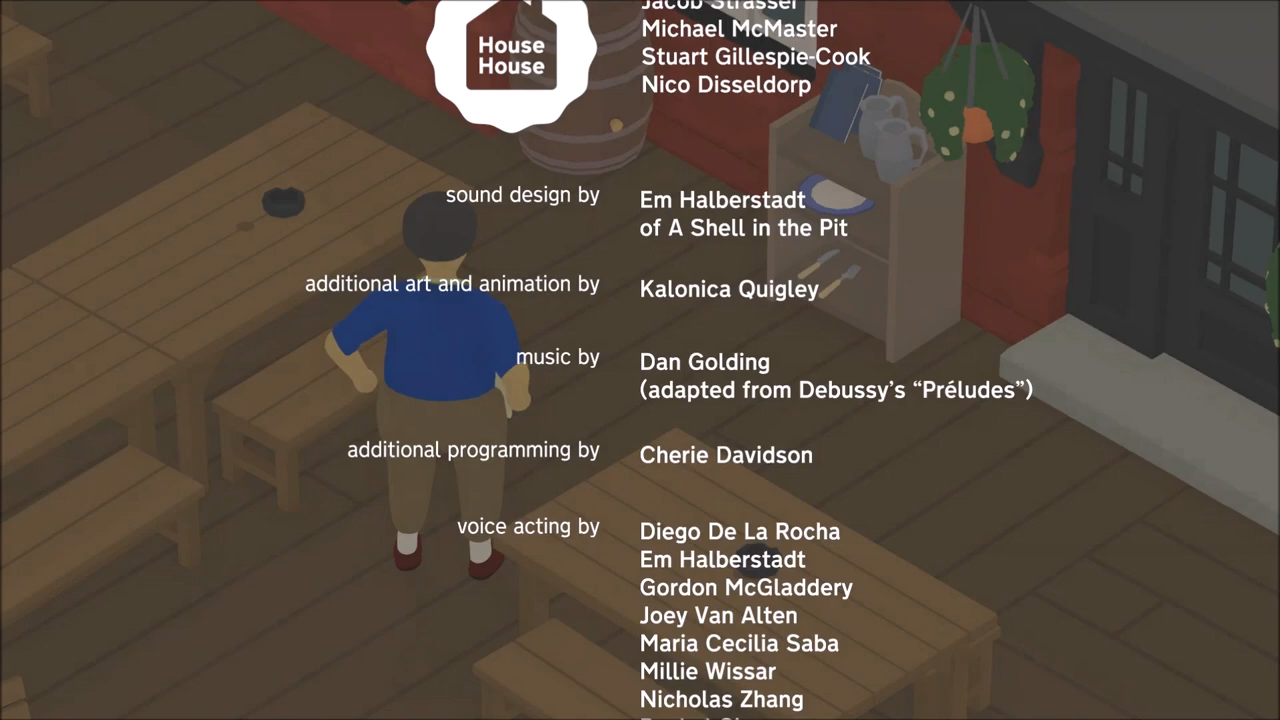 Jacob Strasser
House
House
Michael McMaster
Stuart Gillespie-Cook
Nico Disseldorp
sound design by
Em Halberstadt
of A Shell in the Pit
additional art and animation by
Kalonica Quigley
music by
Dan Golding
(adapted from Debussy's “Préludes”)
additional programming by
Cherie Davidson
voice acting by
Diego De La Rocha
Em Halberstadt
Gordon McGladdery
Joey Van Alten
Maria Cecilia Saba
Millie Wissar
Nicholas Zhang